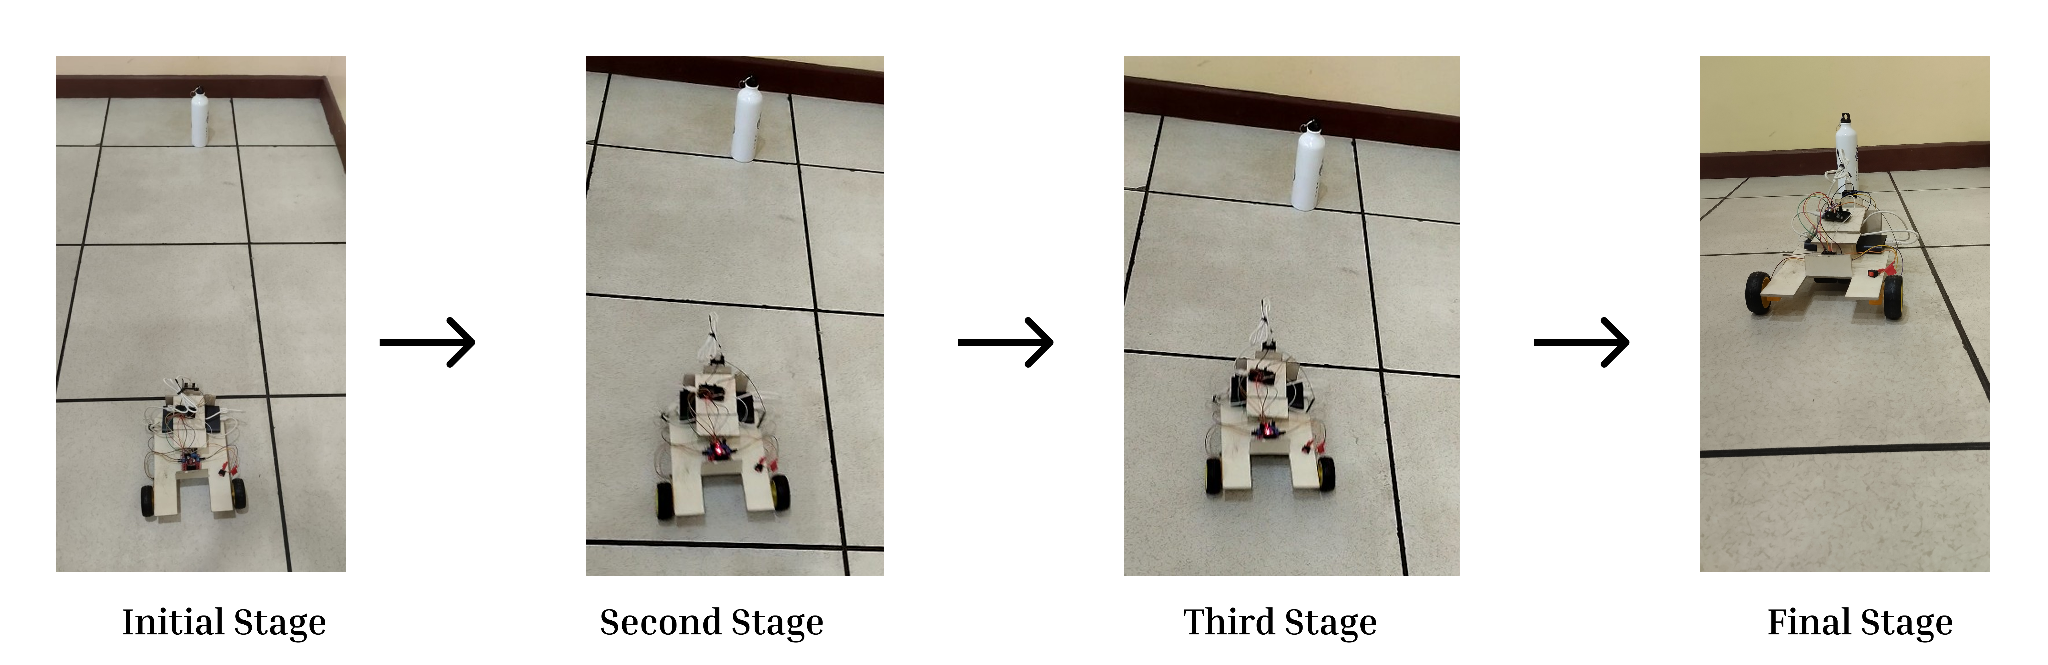 Initial Stage
Second Stage
Third Stage
Final Stage